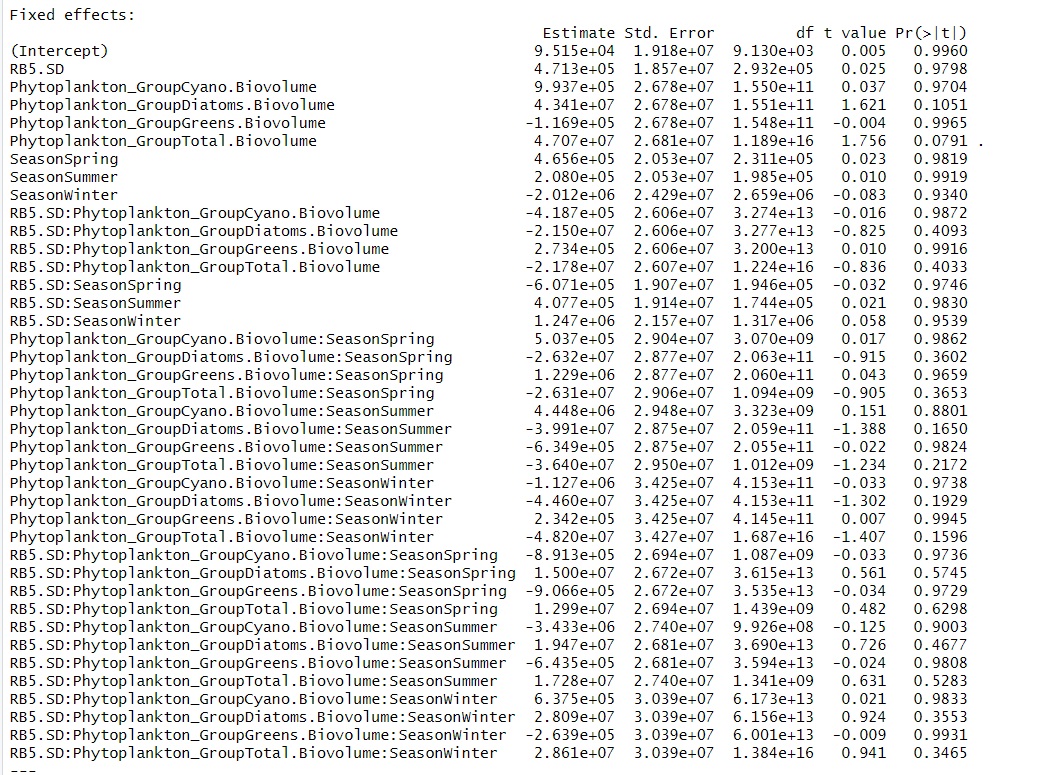 Fixed effects:
Estimate Std. Error df t value Pr(>|t|)
(Intercept) 9.515e+04 1.918e+07 9.130e+03 0.005 0.9960
RB5.SD 4.713e+05 1.857e+07 2.932e+05 0.025 0.9798
Phytoplankton_GroupCyano.Biovolume 9.937e+05 2.678e+07 1.550e+11 0.037 0.9704
Phytoplankton_GroupDiatoms.Biovolume 4.341e+07 2.678e+07 1.551e+11 1.621 0.1051
Phytoplankton_GroupGreens.Biovolume -1.169e+05 2.678e+07 1.548e+11 -0.004 0.9965
Phytoplankton_GroupTotal.Biovolume 4.707e+07 2.681e+07 1.189e+16 1.756 0.0791 .
SeasonSpring 4.656e+05 2.053e+07 2.311e+05 0.023 0.9819
SeasonSummer 2.080e+05 2.053e+07 1.985e+05 0.010 0.9919
SeasonWinter -2.012e+06 2.429e+07 2.659e+06 -0.083 0.9340
RB5.SD:Phytoplankton_GroupCyano.Biovolume -4.187e+05 2.606e+07 3.274e+13 -0.016 0.9872
RB5.SD:Phytoplankton_GroupDiatoms.Biovolume -2.150e+07 2.606e+07 3.277e+13 -0.825 0.4093
RB5.SD:Phytoplankton_GroupGreens.Biovolume 2.734e+05 2.606e+07 3.200e+13 0.010 0.9916
RB5.SD:Phytoplankton_GroupTotal.Biovolume -2.178e+07 2.607e+07 1.224e+16 -0.836 0.4033
RB5.SD:SeasonSpring -6.071e+05 1.907e+07 1.946e+05 -0.032 0.9746
RB5.SD:SeasonSummer 4.077e+05 1.914e+07 1.744e+05 0.021 0.9830
RB5.SD:SeasonWinter 1.247e+06 2.157e+07 1.317e+06 0.058 0.9539
Phytoplankton_GroupCyano.Biovolume:SeasonSpring 5.037e+05 2.904e+07 3.070e+09 0.017 0.9862
Phytoplankton_GroupDiatoms.Biovolume:SeasonSpring -2.632e+07 2.877e+07 2.063e+11 -0.915 0.3602
Phytoplankton_GroupGreens.Biovolume:SeasonSpring 1.229e+06 2.877e+07 2.060e+11 0.043 0.9659
Phytoplankton_GroupTotal.Biovolume:SeasonSpring -2.631e+07 2.906e+07 1.094e+09 -0.905 0.3653
Phytoplankton_GroupCyano.Biovolume:SeasonSummer 4.448e+06 2.948e+07 3.323e+09 0.151 0.8801
Phytoplankton_GroupDiatoms.Biovolume:SeasonSummer -3.991e+07 2.875e+07 2.059e+11 -1.388 0.1650
Phytoplankton_GroupGreens.Biovolume:SeasonSummer -6.349e+05 2.875e+07 2.055e+11 -0.022 0.9824
Phytoplankton_GroupTotal.Biovolume:SeasonSummer -3.640e+07 2.950e+07 1.012e+09 -1.234 0.2172
Phytoplankton_GroupCyano.Biovolume:SeasonWinter -1.127e+06 3.425e+07 4.153e+11 -0.033 0.9738
Phytoplankton_GroupDiatoms.Biovolume:SeasonWinter -4.460e+07 3.425e+07 4.153e+11 -1.302 0.1929
Phytoplankton_GroupGreens.Biovolume:SeasonWinter 2.342e+05 3.425e+07 4.145e+11 0.007 0.9945
Phytoplankton_GroupTotal.Biovolume:SeasonWinter -4.820e+07 3.427e+07 1.687e+16 -1.407 0.1596
RB5.SD:Phytoplankton_GroupCyano.Biovolume:SeasonSpring -8.913e+05 2.694e+07 1.087e+09 -0.033 0.9736
RB5.SD:Phytoplankton_GroupDiatoms.Biovolume:SeasonSpring 1.500e+07 2.672e+07 3.615e+13 0.561 0.5745
RB5.SD:Phytoplankton_GroupGreens.Biovolume:SeasonSpring -9.066e+05 2.672e+07 3.535e+13 -0.034 0.9729
RB5.SD:Phytoplankton_GroupTotal.Biovolume:SeasonSpring 1.299e+07 2.694e+07 1.439e+09 0.482 0.6298
RB5.SD:Phytoplankton_GroupCyano.Biovolume:SeasonSummer -3.433e+06 2.740e+07 9.926e+08 -0.125 0.9003
RB5.SD:Phytoplankton_GroupDiatoms.Biovolume:SeasonSummer 1.947e+07 2.681e+07 3.690e+13 0.726 0.4677
RB5.SD:Phytoplankton_GroupGreens.Biovolume:SeasonSummer -6.435e+05 2.681e+07 3.594e+13 -0.024 0.9808
RB5.SD:Phytoplankton_GroupTotal.Biovolume:SeasonSummer 1.728e+07 2.740e+07 1.341e+09 0.631 0.5283
RB5.SD:Phytoplankton_GroupCyano.Biovolume:SeasonWinter 6.375e+05 3.039e+07 6.173e+13 0.021 0.9833
RB5.SD:Phytoplankton_GroupDiatoms.Biovolume:SeasonWinter 2.809e+07 3.039e+07 6.156e+13 0.924 0.3553
RB5.SD:Phytoplankton_GroupGreens.Biovolume:SeasonWinter -2.639e+05 3.039e+07 6.001e+13 -0.009 0.9931
RB5.SD:Phytoplankton_GroupTotal.Biovolume:SeasonWinter 2.861e+07 3.039e+07 1.384e+16 0.941 0.3465
---